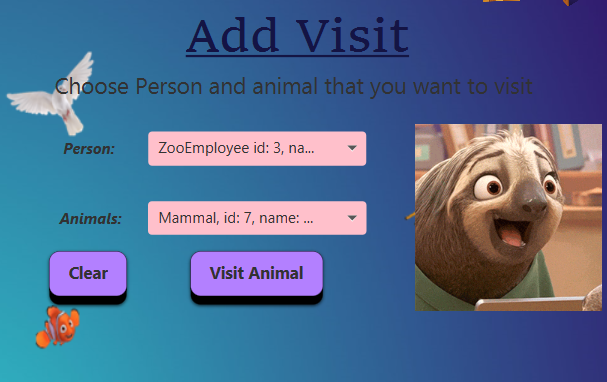 Add Visit
Choose Person and animal that you want to visit
Person: ZooEmployee id: 3, na...
Animals: Mammal, id: 7, name: ...
Clear Visit Animal